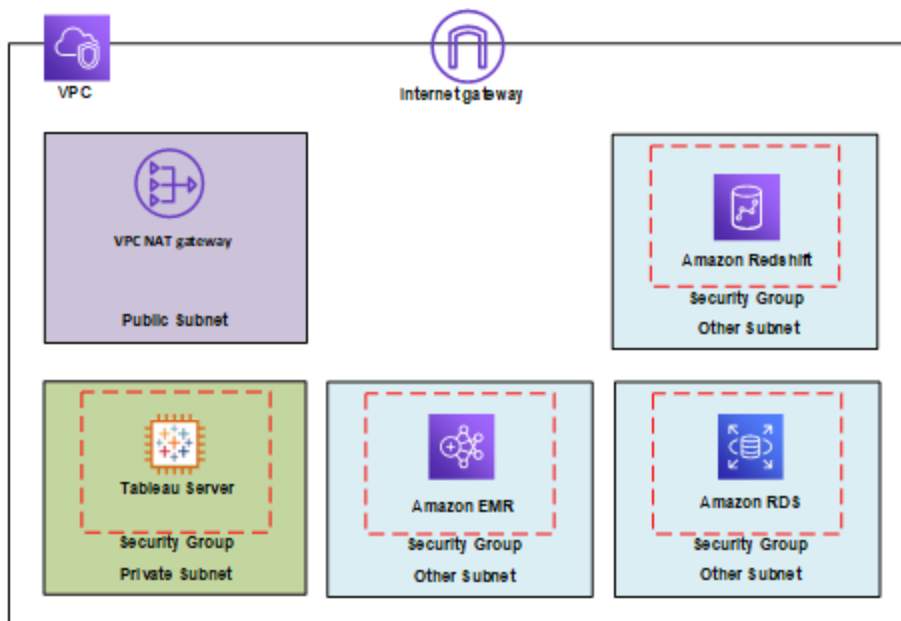 VPC
Internet gateway
VPC NAT gateway
Public Subnet
Amazon Redshift
Security Group
Other Subnet
Tableau Server
Security Group
Private Subnet
Amazon EMR
Security Group
Other Subnet
Amazon RDS
Security Group
Other Subnet